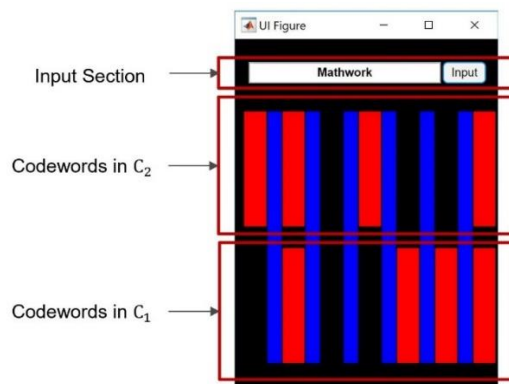 UI Figure
Input Section
Mathwork Input
Codewords in C₂
Codewords in C₁